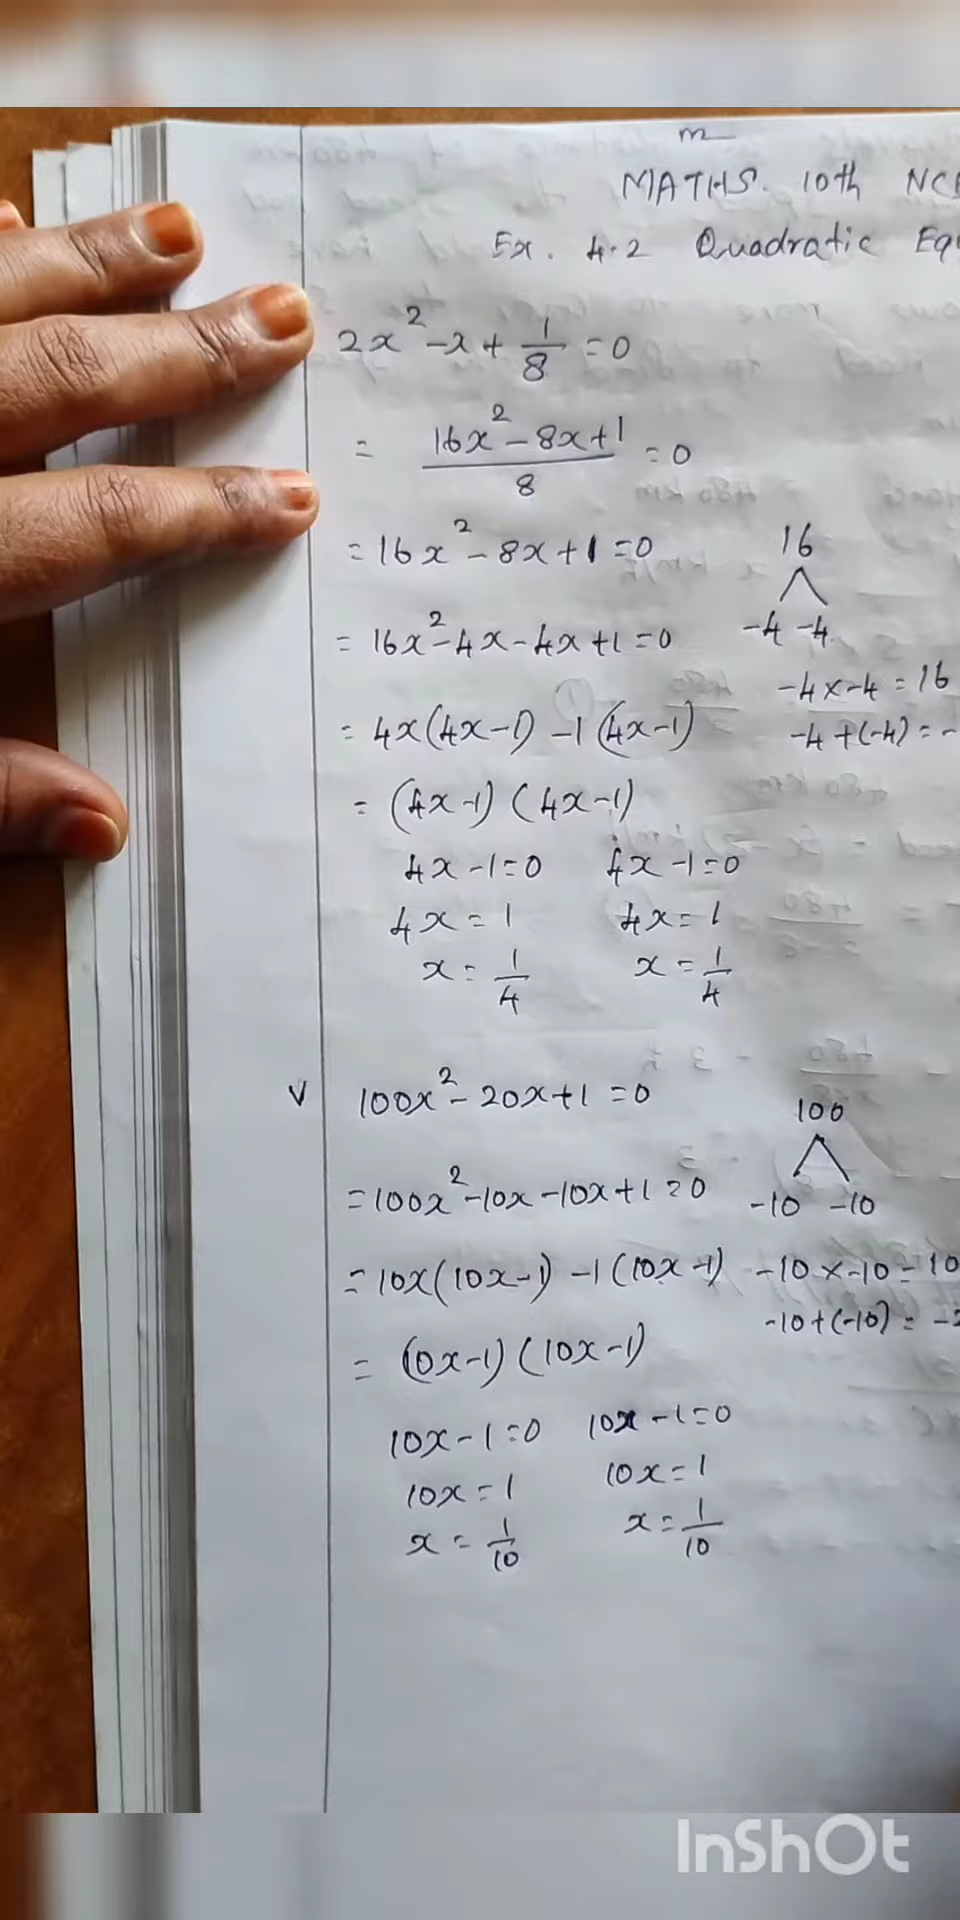 m
MATHS. 10th NCE
Ex. 4.2 Quadratic Equ
2x² - x + 1/8 = 0
= 16x² - 8x + 1 / 8 = 0
= 16x² - 8x + 1 = 0
16
-4 -4
= 16x² - 4x - 4x + 1 = 0
-4 x -4 = 16
-4 + (-4) = -
= 4x(4x-1) -1 (4x-1)
= (4x-1) (4x-1)
4x - 1 = 0 4x - 1 = 0
4x = 1 4x = 1
x = 1/4 x = 1/4
V 100x² - 20x + 1 = 0
100
-10 -10
= 100x² - 10x - 10x + 1 = 0
= 10x(10x-1) -1 (10x-1)
-10 x -10 = 10
-10 + (-10) = -2
= (10x-1) (10x-1)
10x - 1 = 0 10x - 1 = 0
10x = 1 10x = 1
x = 1/10 x = 1/10
InShOt